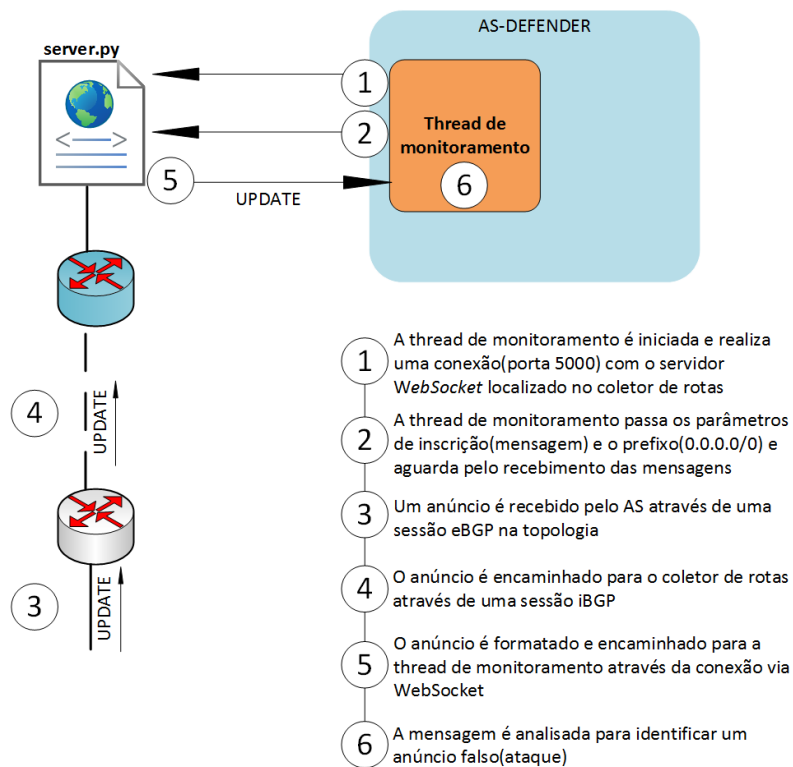 AS-DEFENDER
server.py
1
Thread de
monitoramento
2
5
6
UPDATE
4
UPDATE
3
UPDATE
1
A thread de monitoramento é iniciada e realiza
uma conexão(porta 5000) com o servidor
WebSocket localizado no coletor de rotas
2
A thread de monitoramento passa os parâmetros
de inscrição(mensagem) e o prefixo(0.0.0.0/0) e
aguarda pelo recebimento das mensagens
3
Um anúncio é recebido pelo AS através de uma
sessão eBGP na topologia
4
O anúncio é encaminhado para o coletor de rotas
através de uma sessão iBGP
5
O anúncio é formatado e encaminhado para a
thread de monitoramento através da conexão via
WebSocket
6
A mensagem é analisada para identificar um
anúncio falso(ataque)